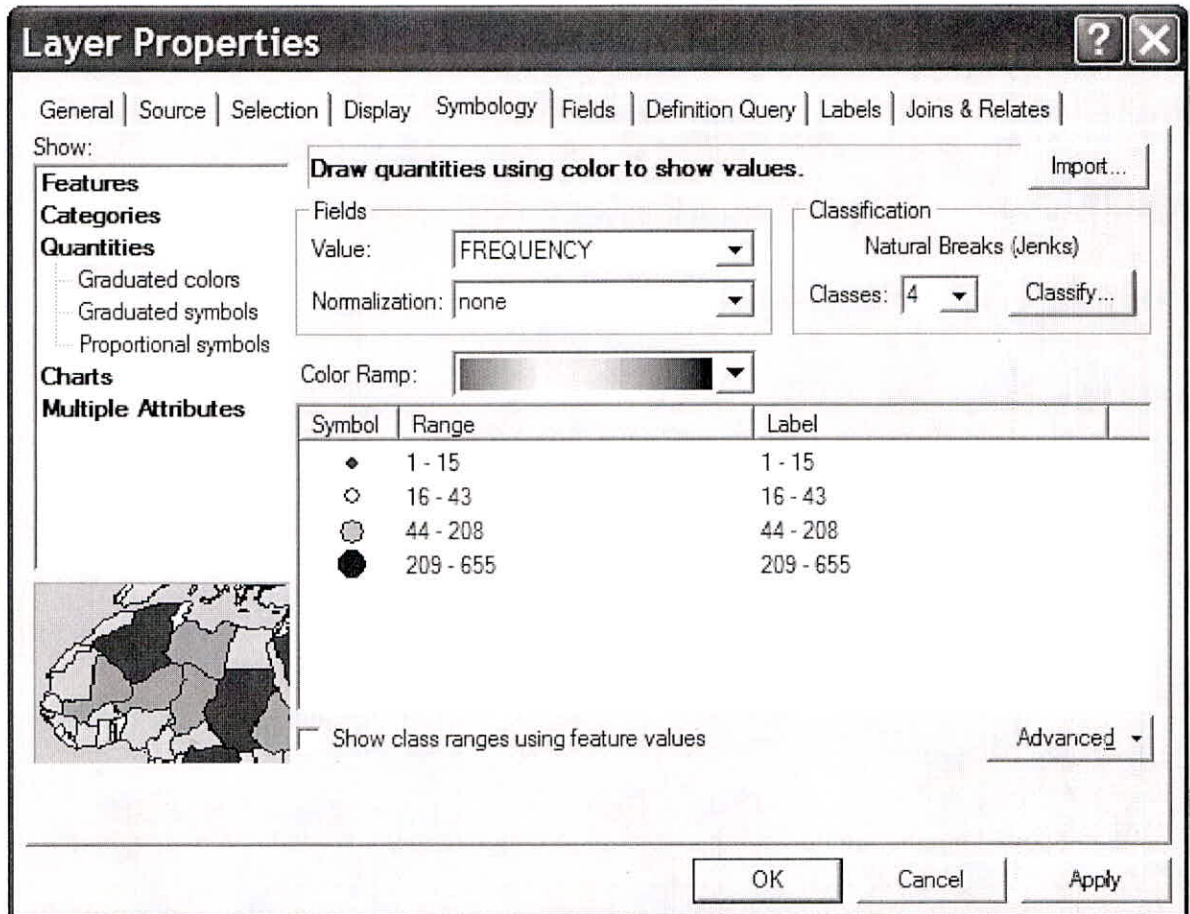 Layer Properties
General Source Selection Display Symbology Fields Definition Query Labels Joins & Relates
Show:
Features
Categories
Quantities
Graduated colors
Graduated symbols
Proportional symbols
Charts
Multiple Attributes
Draw quantities using color to show values.
Import...
Fields
Value: FREQUENCY
Normalization: none
Classification
Natural Breaks (Jenks)
Classes: 4 Classify...
Color Ramp:
Symbol Range Label
1 - 15 1 - 15
16 - 43 16 - 43
44 - 208 44 - 208
209 - 655 209 - 655
Show class ranges using feature values
Advanced
OK Cancel Apply